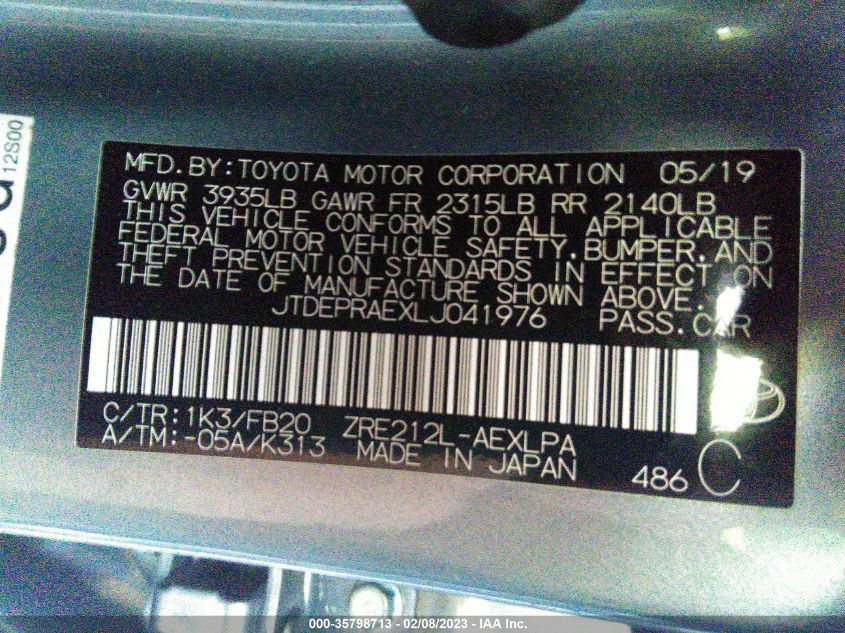 12S00
MFD.BY:TOYOTA MOTOR CORPORATION 05/19
GVWR 3935LB GAWR FR 2315LB RR 2140LB
THIS VEHICLE CONFORMS TO ALL APPLICABLE
FEDERAL MOTOR VEHICLE SAFETY,BUMPER,AND
THEFT PREVENTION STANDARDS IN EFFECT ON
THE DATE OF MANUFACTURE SHOWN ABOVE.
JTDEPRAEXLJ041976 PASS.CAR
C/TR:1K3/FB20 ZRE212L-AEXLPA
A/TM:-05A/K313 MADE IN JAPAN
486 C
000-35798713 - 02/08/2023 - IAA Inc.